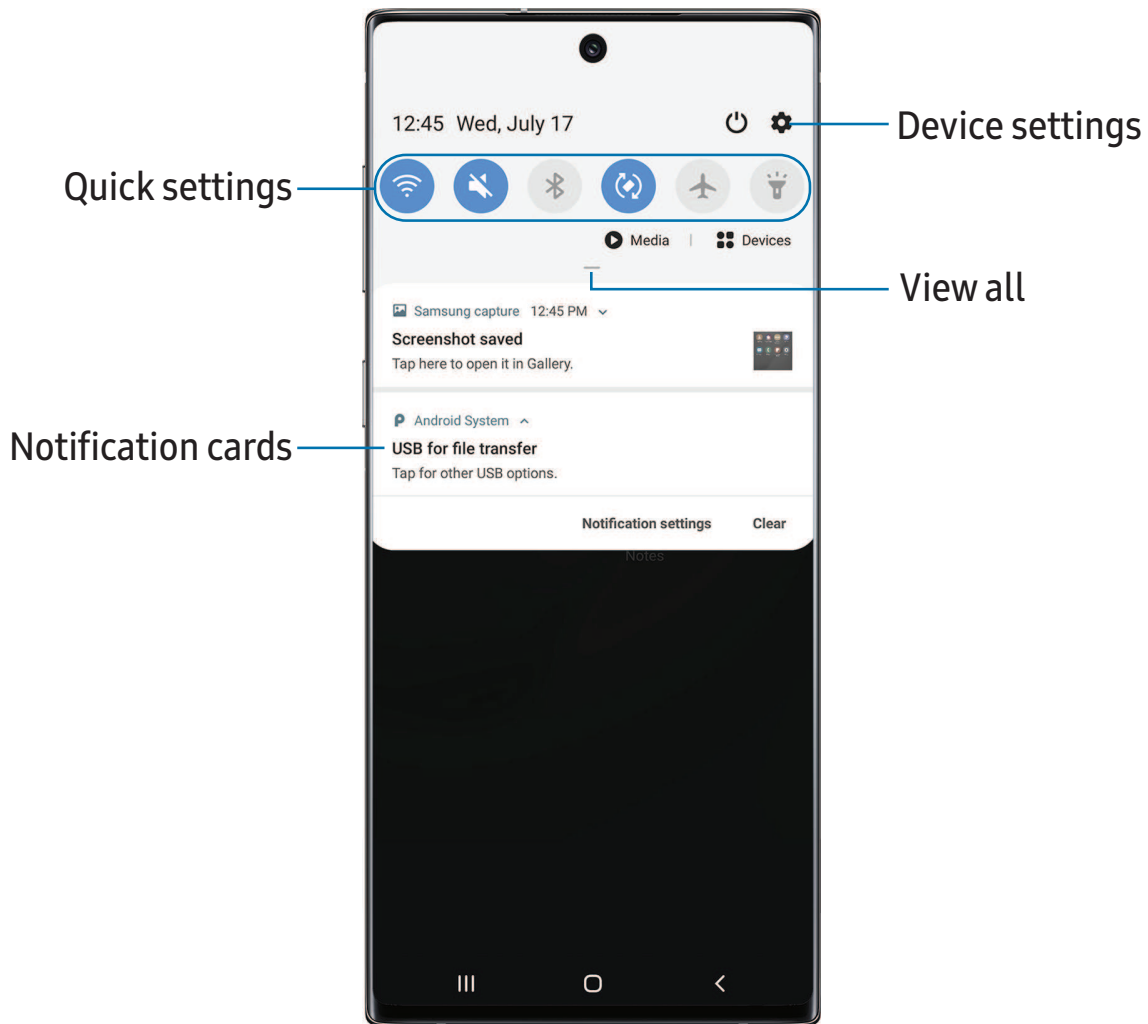 12:45 Wed, July 17
Device settings
Quick settings
Media | Devices
View all
Samsung capture 12:45 PM
Screenshot saved
Tap here to open it in Gallery.
Android System
Notification cards
USB for file transfer
Tap for other USB options.
Notification settings Clear
Notes